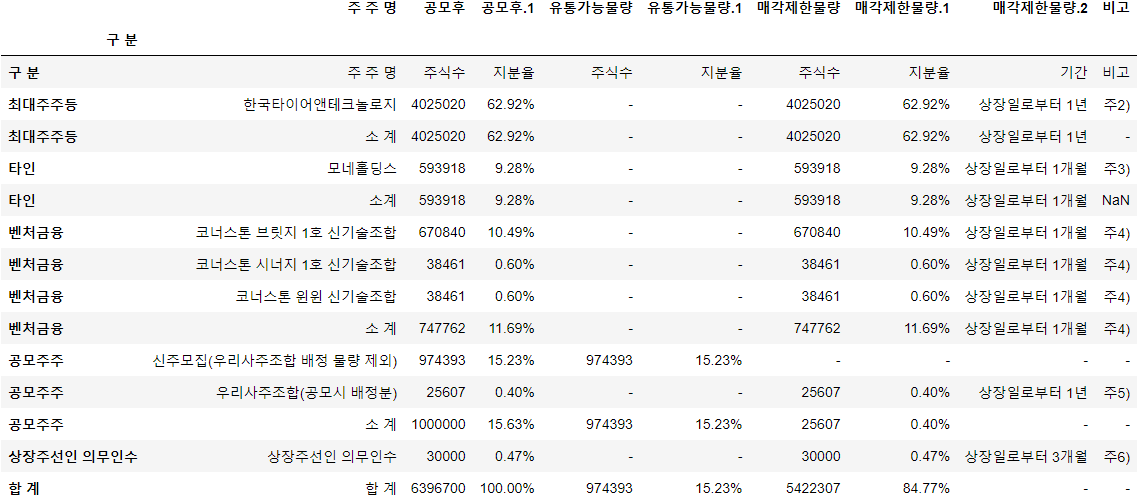 주 주 명 공모후 공모후.1 유통가능물량 유통가능물량.1 매각제한물량 매각제한물량.1 매각제한물량.2 비고
구 분
구 분 주 주 명 주식수 지분율 주식수 지분율 주식수 지분율 기간 비고
최대주주등 한국타이어앤테크놀로지 4025020 62.92% - - 4025020 62.92% 상장일로부터 1년 주2)
최대주주등 소 계 4025020 62.92% - - 4025020 62.92% 상장일로부터 1년 -
타인 모네홀딩스 593918 9.28% - - 593918 9.28% 상장일로부터 1개월 주3)
타인 소계 593918 9.28% - - 593918 9.28% 상장일로부터 1개월 NaN
벤처금융 코너스톤 브릿지 1호 신기술조합 670840 10.49% - - 670840 10.49% 상장일로부터 1개월 주4)
벤처금융 코너스톤 시너지 1호 신기술조합 38461 0.60% - - 38461 0.60% 상장일로부터 1개월 주4)
벤처금융 코너스톤 윈윈 신기술조합 38461 0.60% - - 38461 0.60% 상장일로부터 1개월 주4)
벤처금융 소 계 747762 11.69% - - 747762 11.69% 상장일로부터 1개월 주4)
공모주주 신주모집(우리사주조합 배정 물량 제외) 974393 15.23% 974393 15.23% - - - -
공모주주 우리사주조합(공모시 배정분) 25607 0.40% - - 25607 0.40% 상장일로부터 1년 주5)
공모주주 소 계 1000000 15.63% 974393 15.23% 25607 0.40% - -
상장주선인 의무인수 상장주선인 의무인수 30000 0.47% - - 30000 0.47% 상장일로부터 3개월 주6)
합 계 합 계 6396700 100.00% 974393 15.23% 5422307 84.77% - -